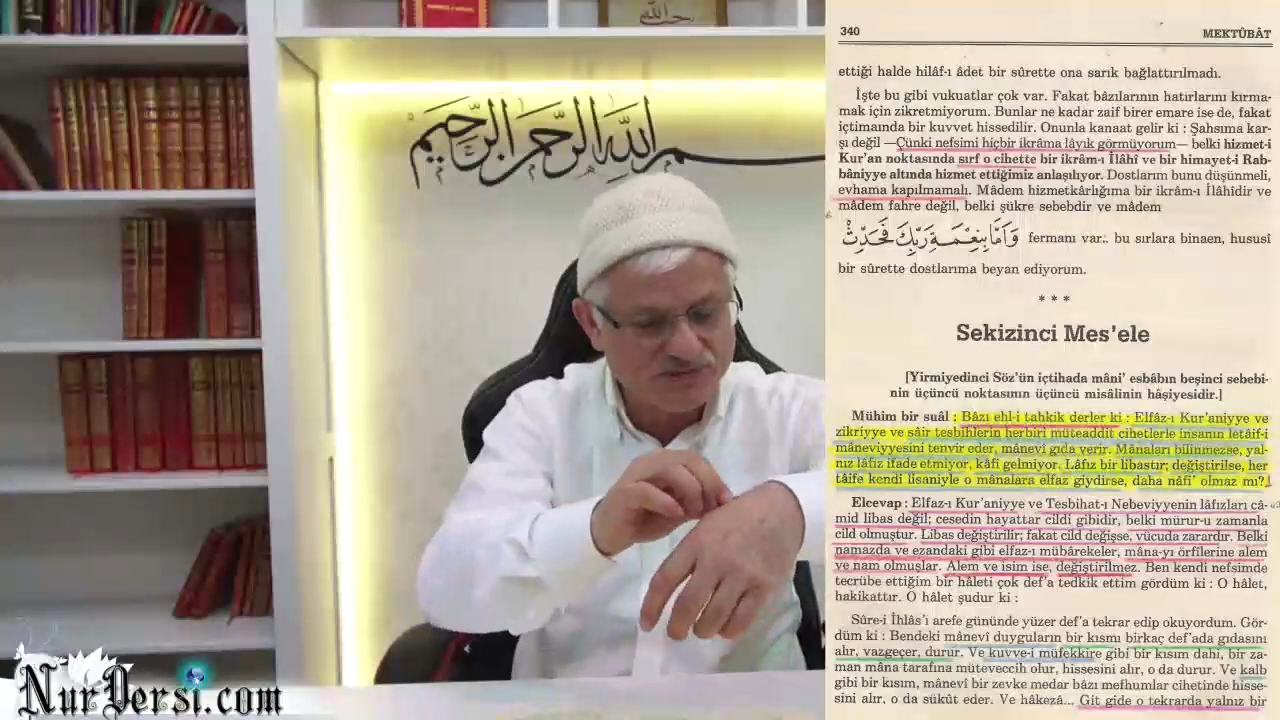 بسم الله الرحمن الرحيم
NurDersi.com
340
MEKTÛBÂT
ettiği halde hilâf-ı âdet bir sûrette ona sarık bağlattırılmadı.
İşte bu gibi vukuatlar çok var. Fakat bâzılarının hatırlarını kırma-
mak için zikretmiyorum. Bunlar ne kadar zaif birer emare ise de, fakat
içtimamda bir kuvvet hissedilir. Onunla kanaat gelir ki : Şahsıma kar-
şı değil —Çünki nefsimi hiçbir ikrâma lâyık görmüyorum— belki hizmet-i
Kur'an noktasında sırf o cihette bir ikrâm-ı İlâhî ve bir himayet-i Rab-
bâniyye altında hizmet ettiğimiz anlaşılıyor. Dostlarım bunu düşünmeli,
evhama kapılmamalı. Mâdem hizmetkârlığıma bir ikrâm-ı İlâhidir ve
mâdem fahre değil, belki şükre sebebdir ve mâdem
وَاَمَّا بِنِعْمَةِ رَبِّكَ فَحَدِّثْ fermanı var.. bu sırlara binaen, hususî
bir sûrette dostlarıma beyan ediyorum.
* * *
Sekizinci Mes'ele
[Yirmiyedinci Söz'ün içtihada mâni' esbâbın beşinci sebebi-
nin üçüncü noktasının üçüncü misâlinin hâşiyesidir.]
Mühim bir suâl : Bâzı ehl-i tahkik derler ki : Elfâz-ı Kur'aniyye ve
zikriyye ve sâir tesbihlerin herbiri müteaddit cihetlerle insanın letâif-i
mâneviyyesini tenvir eder, mânevî gıda verir. Mânaları bilinmezse, yal-
nız lâfız ifade etmiyor, kâfi gelmiyor. Lâfız bir libastır; değiştirilse, her
tâife kendi lisaniyle o mânalara elfaz giydirse, daha nâfi' olmaz mı?
Elcevap : Elfaz-ı Kur'aniyye ve Tesbihat-ı Nebeviyyenin lâfızları câ-
mid libas değil; cesedin hayattar cildi gibidir, belki mürur-u zamanla
cild olmuştur. Libas değiştirilir; fakat cild değişse, vücuda zarardır. Belki
namazda ve ezandaki gibi elfaz-ı mübârekeler, mâna-yı örfîlerine alem
ve nam olmuşlar. Alem ve isim ise, değiştirilmez. Ben kendi nefsimde
tecrübe ettiğim bir hâleti çok def'a tedkik ettim gördüm ki : O hâlet,
hakikattır. O hâlet şudur ki :
Sûre-i İhlâs'ı arefe gününde yüzer def'a tekrar edip okuyordum. Gör-
düm ki : Bendeki mânevî duyguların bir kısmı birkaç def'ada gıdasını
alır, vazgeçer, durur. Ve kuvve-i müfekkire gibi bir kısım dahi, bir za-
man mâna tarafına müteveccih olur, hissesini alır, o da durur. Ve kalb
gibi bir kısım, mânevî bir zevke medar bâzı mefhumlar cihetinde hisse-
sini alır, o da sükût eder. Ve hâkezâ... Git gide o tekrarda yalnız bir